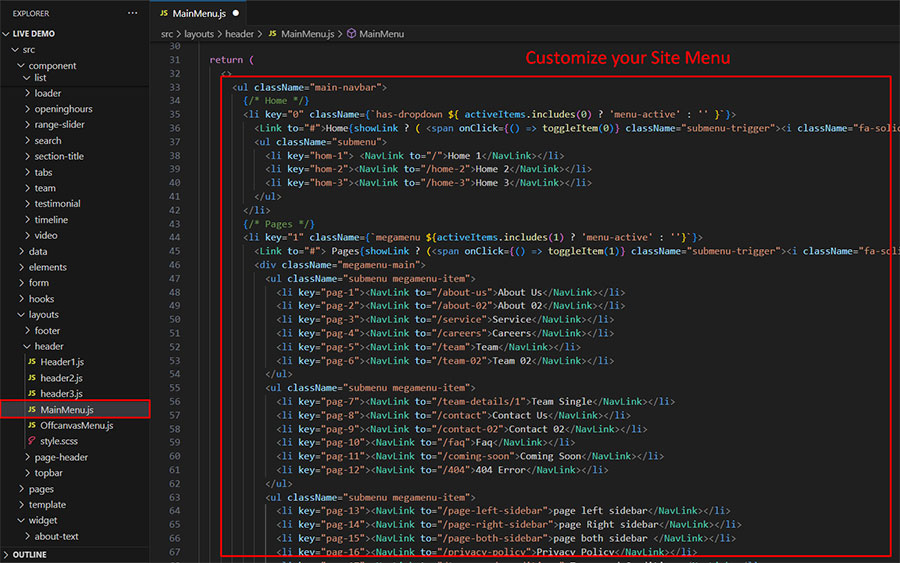 EXPLORER ···
LIVE DEMO
src
component
list
loader
openinghours
range-slider
search
section-title
tabs
team
testimonial
timeline
video
data
elements
form
hooks
layouts
footer
header
JS Header1.js
JS header2.js
JS header3.js
JS MainMenu.js
JS OffcanvasMenu.js
style.scss
page-header
topbar
pages
template
widget
about-text
OUTLINE
JS MainMenu.js ●
src > layouts > header > JS MainMenu.js > MainMenu
Customize your Site Menu
30
31 return (
32 <>
33 <ul className="main-navbar">
34 {/* Home */}
35 <li key="0" className={`has-dropdown ${ activeItems.includes(0) ? 'menu-active' : '' }`}>
36 <Link to="#">Home{showLink ? ( <span onClick={() => toggleItem(0)} className="submenu-trigger"><i className="fa-solid
37 <ul className="submenu">
38 <li key="hom-1"> <NavLink to="/">Home 1</NavLink></li>
39 <li key="hom-2"><NavLink to="/home-2">Home 2</NavLink></li>
40 <li key="hom-3"><NavLink to="/home-3">Home 3</NavLink></li>
41 </ul>
42 </li>
43 {/* Pages */}
44 <li key="1" className={`megamenu ${activeItems.includes(1) ? 'menu-active' : ''}`}>
45 <Link to="#"> Pages{showLink ? (<span onClick={() => toggleItem(1)} className="submenu-trigger"><i className="fa-soli
46 <div className="megamenu-main">
47 <ul className="submenu megamenu-item">
48 <li key="pag-1"><NavLink to="/about-us">About Us</NavLink></li>
49 <li key="pag-2"><NavLink to="/about-02">About 02</NavLink></li>
50 <li key="pag-3"><NavLink to="/service">Service</NavLink></li>
51 <li key="pag-4"><NavLink to="/careers">Careers</NavLink></li>
52 <li key="pag-5"><NavLink to="/team">Team</NavLink></li>
53 <li key="pag-6"><NavLink to="/team-02">Team 02</NavLink></li>
54 </ul>
55 <ul className="submenu megamenu-item">
56 <li key="pag-7"><NavLink to="/team-details/1">Team Single</NavLink></li>
57 <li key="pag-8"><NavLink to="/contact">Contact Us</NavLink></li>
58 <li key="pag-9"><NavLink to="/contact-02">Contact 02</NavLink></li>
59 <li key="pag-10"><NavLink to="/faq">Faq</NavLink></li>
60 <li key="pag-11"><NavLink to="/coming-soon">Coming Soon</NavLink></li>
61 <li key="pag-12"><NavLink to="/404">404 Error</NavLink></li>
62 </ul>
63 <ul className="submenu megamenu-item">
64 <li key="pag-13"><NavLink to="/page-left-sidebar">page left sidebar</NavLink></li>
65 <li key="pag-14"><NavLink to="/page-right-sidebar">page Right sidebar</NavLink></li>
66 <li key="pag-15"><NavLink to="/page-both-sidebar">page both sidebar </NavLink></li>
67 <li key="pag-16"><NavLink to="/privacy-policy">Privacy Policy</NavLink></li>